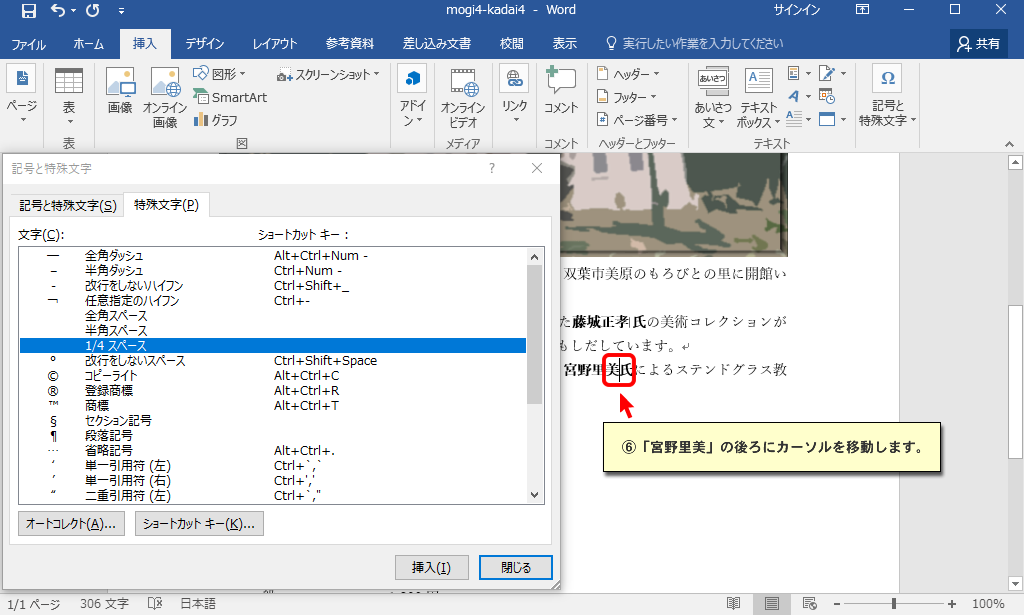 mogi4-kadai4 - Word
サインイン
ファイル
ホーム
挿入
デザイン
レイアウト
参考資料
差し込み文書
校閲
表示
実行したい作業を入力してください
共有
ページ
表
画像
オンライン
画像
図形
SmartArt
グラフ
スクリーンショット
アドイ
ン
オンライン
ビデオ
リンク
コメント
ヘッダー
フッター
ページ番号
あいさつ
あいさつ
文
テキスト
ボックス
記号と
特殊文字
表
図
メディア
コメント
ヘッダーとフッター
テキスト
記号と特殊文字
記号と特殊文字(S)
特殊文字(P)
文字(C):
ショートカット キー:
— 全角ダッシュ Alt+Ctrl+Num -
– 半角ダッシュ Ctrl+Num -
- 改行をしないハイフン Ctrl+Shift+_
¬ 任意指定のハイフン Ctrl+-
全角スペース
半角スペース
1/4 スペース
° 改行をしないスペース Ctrl+Shift+Space
© コピーライト Alt+Ctrl+C
® 登録商標 Alt+Ctrl+R
™ 商標 Alt+Ctrl+T
§ セクション記号
¶ 段落記号
… 省略記号 Alt+Ctrl+.
‘ 単一引用符 (左) Ctrl+`,`
’ 単一引用符 (右) Ctrl+','
“ 二重引用符 (左) Ctrl+`,"
オートコレクト(A)...
ショートカット キー(K)...
挿入(I)
閉じる
双葉市美原のもろびとの里に開館い
た藤城正孝氏の美術コレクションが
もしだしています。
宮野里美氏によるステンドグラス教
⑥「宮野里美」の後ろにカーソルを移動します。
1/1 ページ
306 文字
日本語
100%